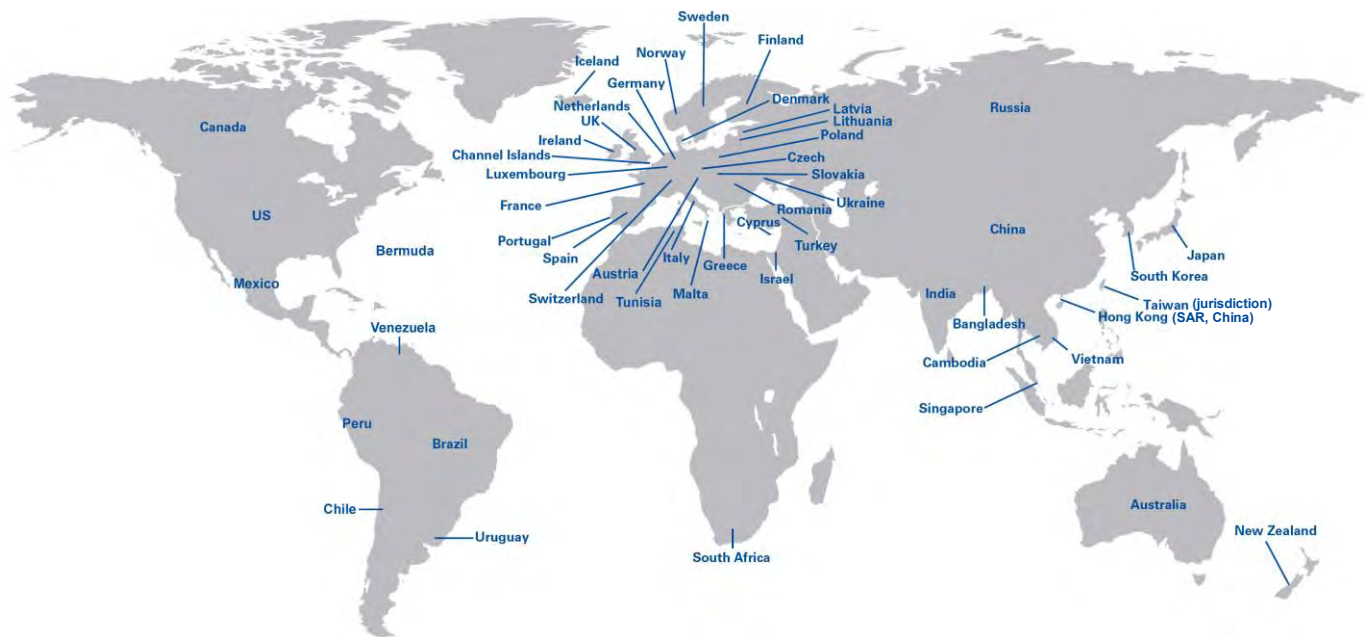 Sweden
Finland
Norway
Iceland
Germany
Netherlands
Denmark
Latvia
Russia
UK
Lithuania
Canada
Ireland
Poland
Channel Islands
Czech
Luxembourg
Slovakia
France
Ukraine
Romania
US
Cyprus
China
Portugal
Turkey
Bermuda
Spain
Italy
Greece
Japan
Austria
Israel
South Korea
Mexico
Switzerland
Tunisia
Malta
India
Taiwan (jurisdiction)
Hong Kong (SAR, China)
Bangladesh
Venezuela
Cambodia
Vietnam
Singapore
Peru
Brazil
Chile
Australia
Uruguay
New Zealand
South Africa